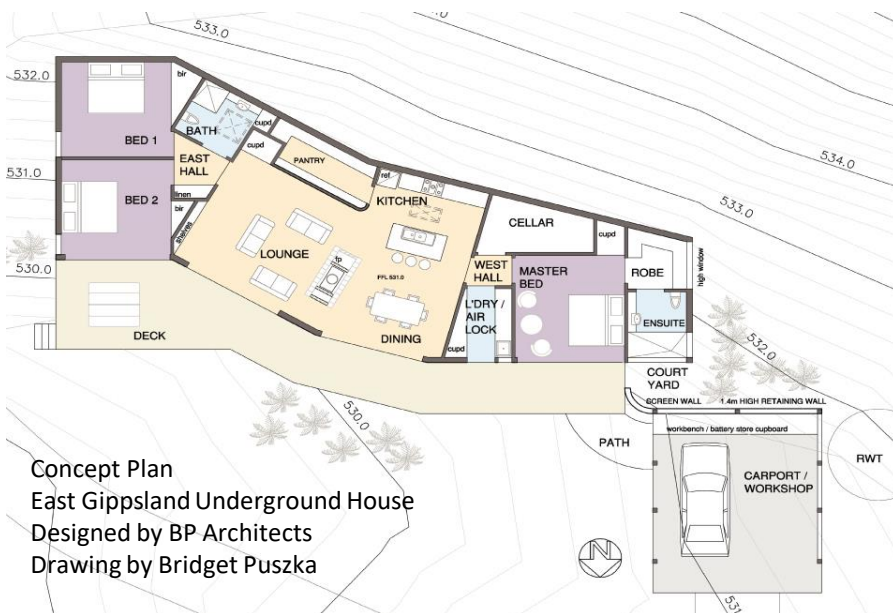 533.0
532.0
bir
BED 1
BATH
cupd
cupd
EAST
HALL
PANTRY
ref
534.0
531.0
BED 2
linen
bir
shelves
KITCHEN
CELLAR
cupd
533.0
LOUNGE
FFL 531.0
WEST
HALL
MASTER
BED
ROBE
high window
530.0
L'DRY /
AIR
LOCK
ENSUITE
DECK
DINING
cupd
532.0
COURT
YARD
SCREEN WALL
1.4m HIGH RETAINING WALL
530.0
PATH
workbench / battery store cupboard
RWT
CARPORT /
WORKSHOP
N
531
Concept Plan
East Gippsland Underground House
Designed by BP Architects
Drawing by Bridget Puszka